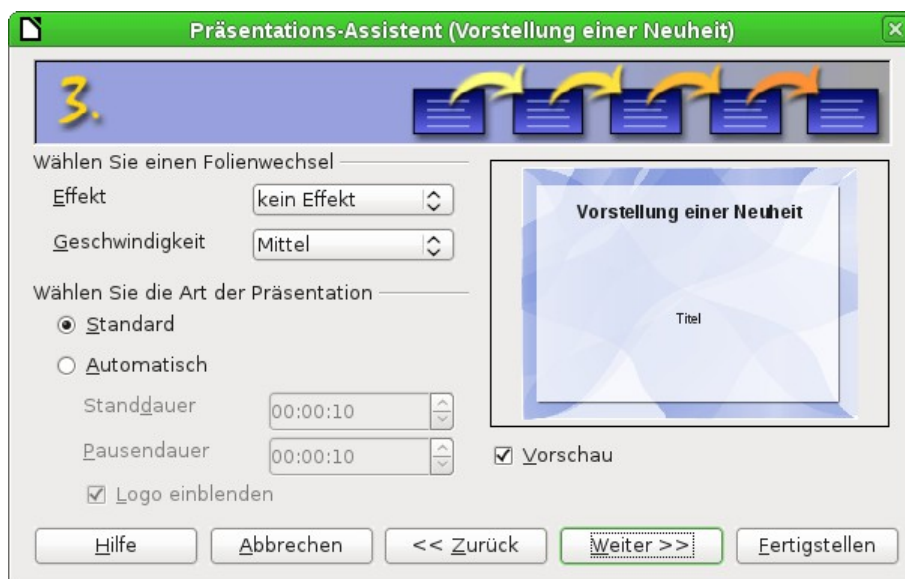 Präsentations-Assistent (Vorstellung einer Neuheit)
3.
Wählen Sie einen Folienwechsel
Effekt
kein Effekt
Geschwindigkeit
Mittel
Wählen Sie die Art der Präsentation
Standard
Automatisch
Standdauer
00:00:10
Pausendauer
00:00:10
Logo einblenden
Vorstellung einer Neuheit
Titel
Vorschau
Hilfe
Abbrechen
<< Zurück
Weiter >>
Fertigstellen